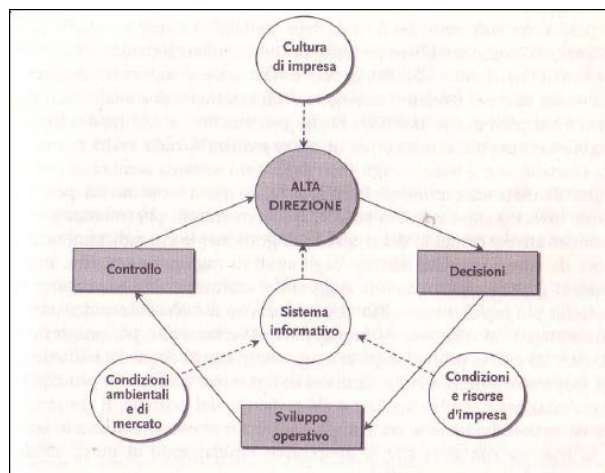 Cultura
di impresa
ALTA
DIREZIONE
Controllo
Decisioni
Sistema
informativo
Condizioni
ambientali
e di
mercato
Condizioni
e risorse
d'impresa
Sviluppo
operativo